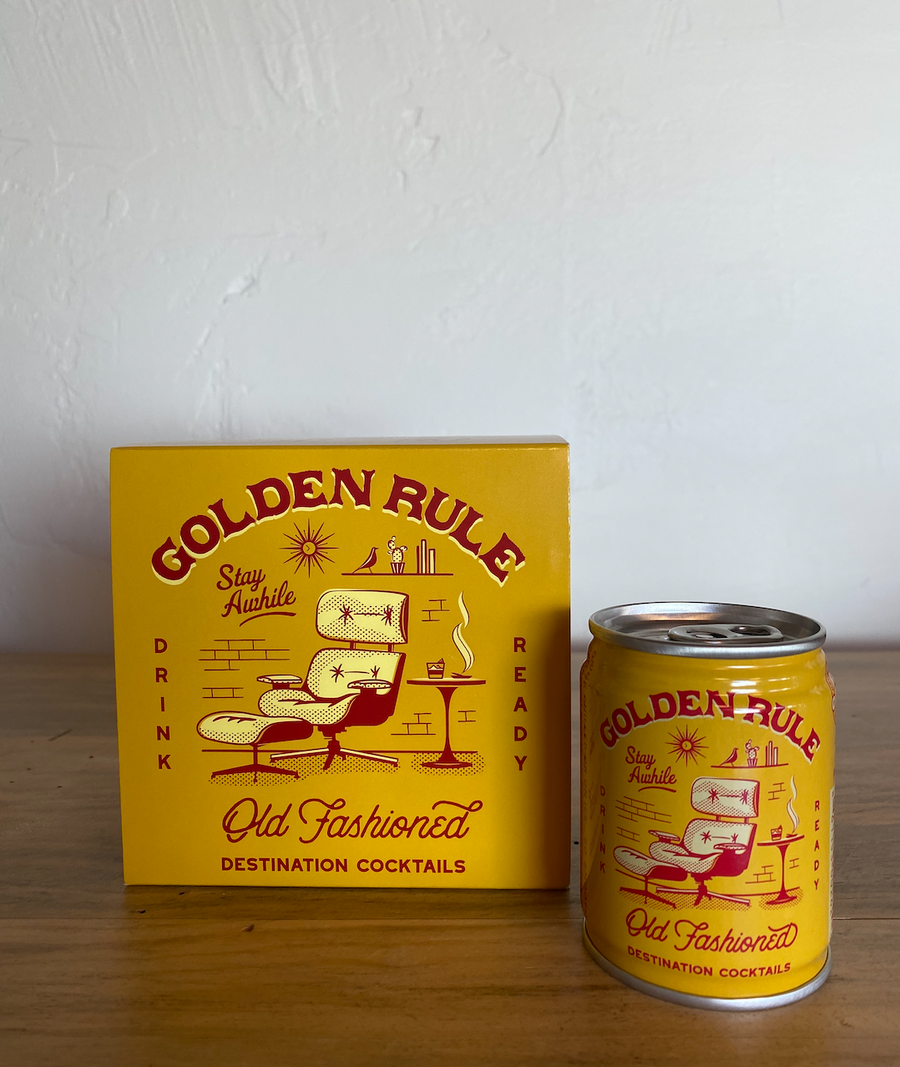 GOLDEN RULE
Stay
Awhile
DRINK
READY
Old Fashioned
DESTINATION COCKTAILS
GOLDEN RULE
Stay
Awhile
DRINK
READY
Old Fashioned
DESTINATION COCKTAILS